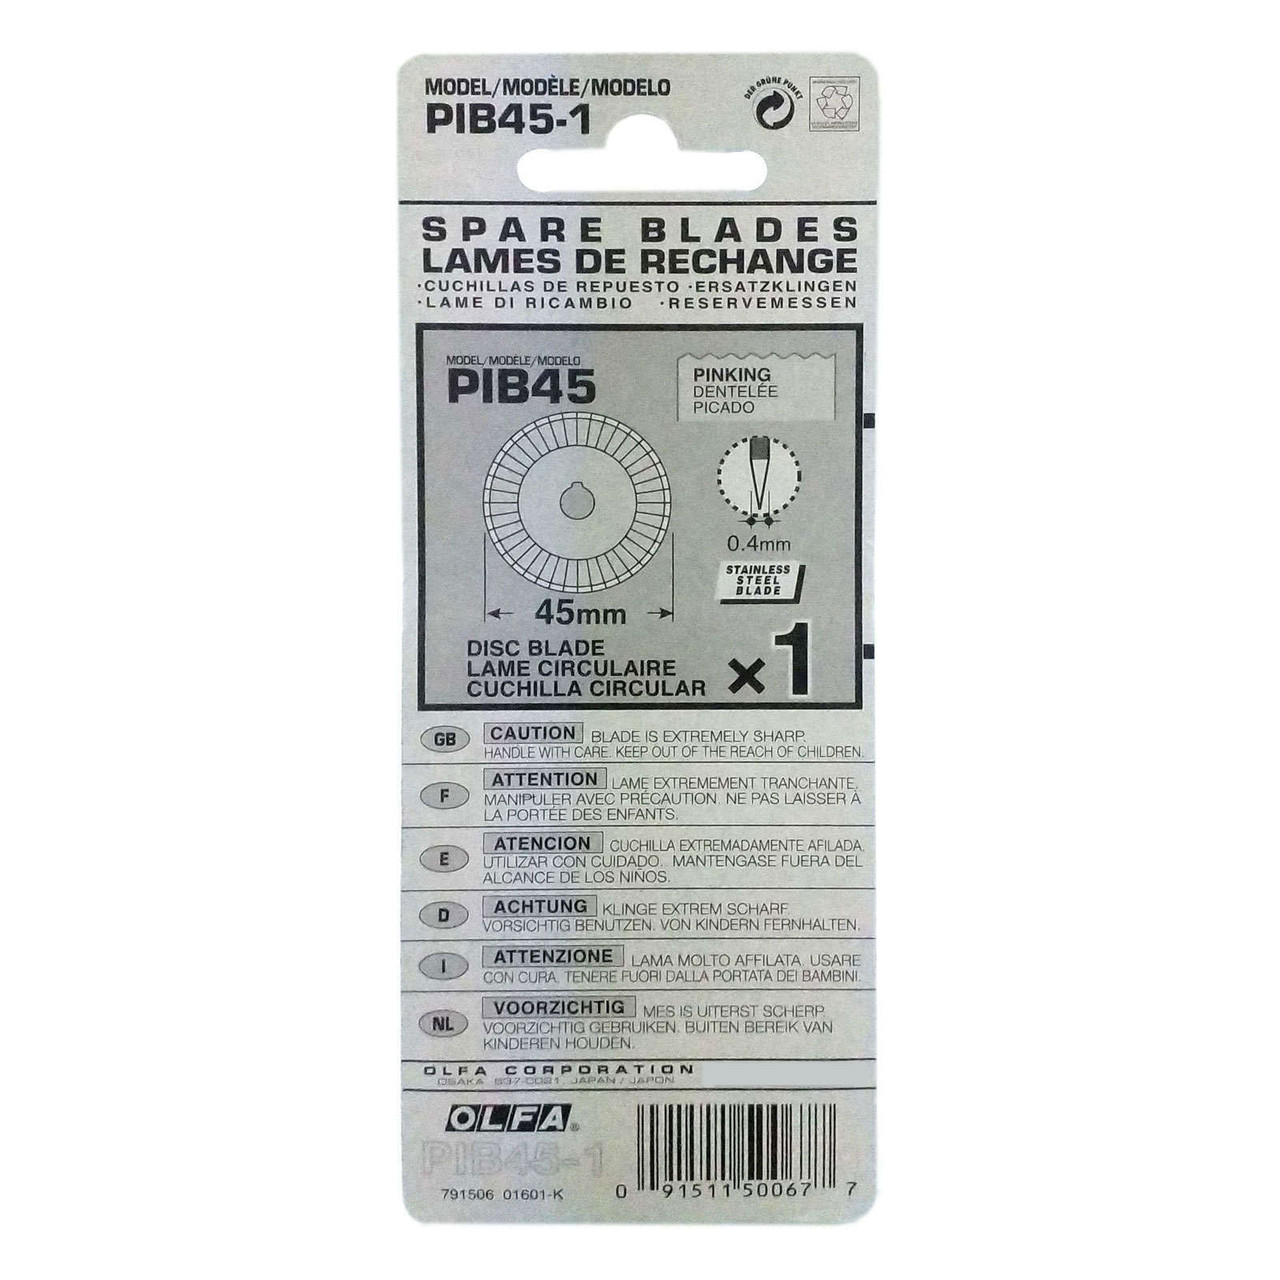 MODEL/MODÈLE/MODELO
PIB45-1
DER GRÜNE PUNKT
SPARE BLADES
LAMES DE RECHANGE
·CUCHILLAS DE REPUESTO ·ERSATZKLINGEN
·LAME DI RICAMBIO ·RESERVEMESSEN
MODEL/MODÈLE/MODELO
PIB45
PINKING
DENTELÉE
PICADO
0.4mm
STAINLESS
STEEL
BLADE
45mm
DISC BLADE
LAME CIRCULAIRE
CUCHILLA CIRCULAR
×1
GB CAUTION BLADE IS EXTREMELY SHARP.
HANDLE WITH CARE. KEEP OUT OF THE REACH OF CHILDREN.
F ATTENTION LAME EXTREMEMENT TRANCHANTE.
MANIPULER AVEC PRÉCAUTION. NE PAS LAISSER À
LA PORTÉE DES ENFANTS.
E ATENCION CUCHILLA EXTREMADAMENTE AFILADA.
UTILIZAR CON CUIDADO. MANTENGASE FUERA DEL
ALCANCE DE LOS NIÑOS.
D ACHTUNG KLINGE EXTREM SCHARF.
VORSICHTIG BENUTZEN. VON KINDERN FERNHALTEN.
I ATTENZIONE LAMA MOLTO AFFILATA. USARE
CON CURA. TENERE FUORI DALLA PORTATA DEI BAMBINI.
NL VOORZICHTIG MES IS UITERST SCHERP.
VOORZICHTIG GEBRUIKEN. BUITEN BEREIK VAN
KINDEREN HOUDEN.
OLFA CORPORATION
OSAKA 537-0021 JAPAN / JAPON
OLFA®
PIB45-1
791506 01601-K
0 91511 50067 7